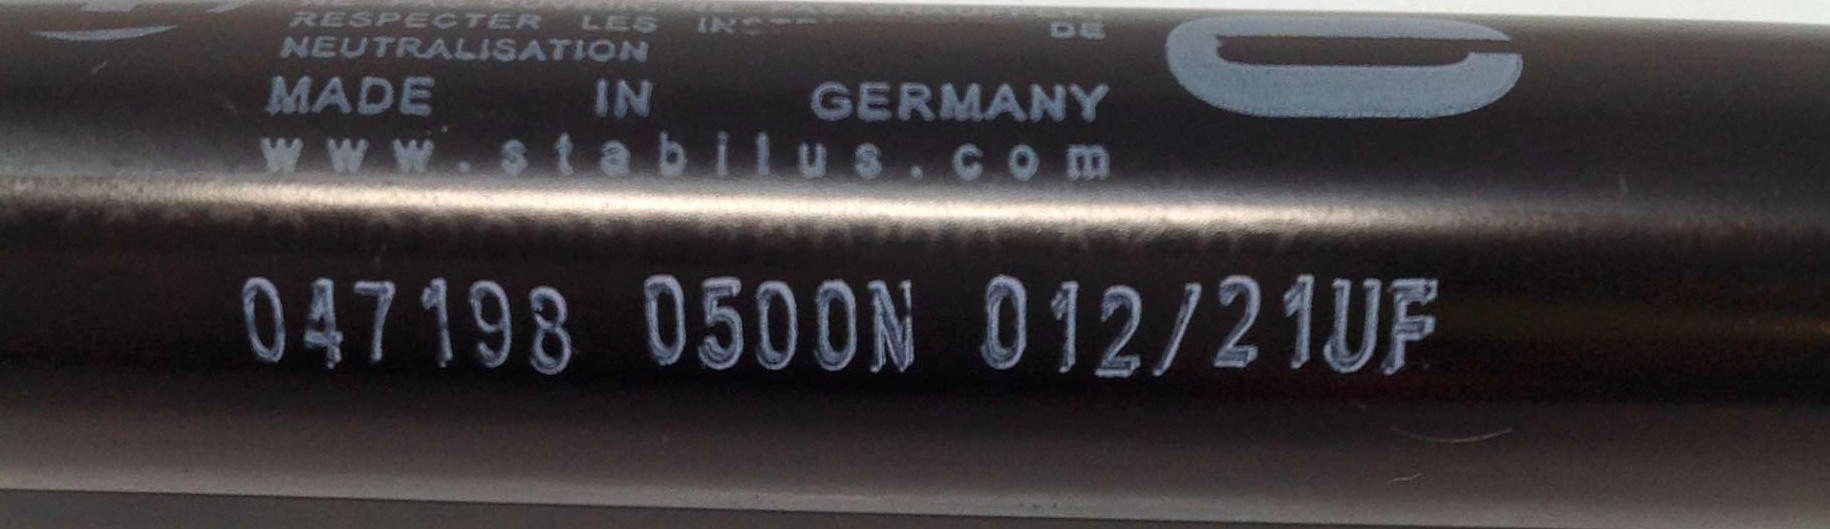 RESPECTER LES DE
NEUTRALISATION
MADE IN GERMANY
www.stabilus.com
047198 0500N 012/21UF